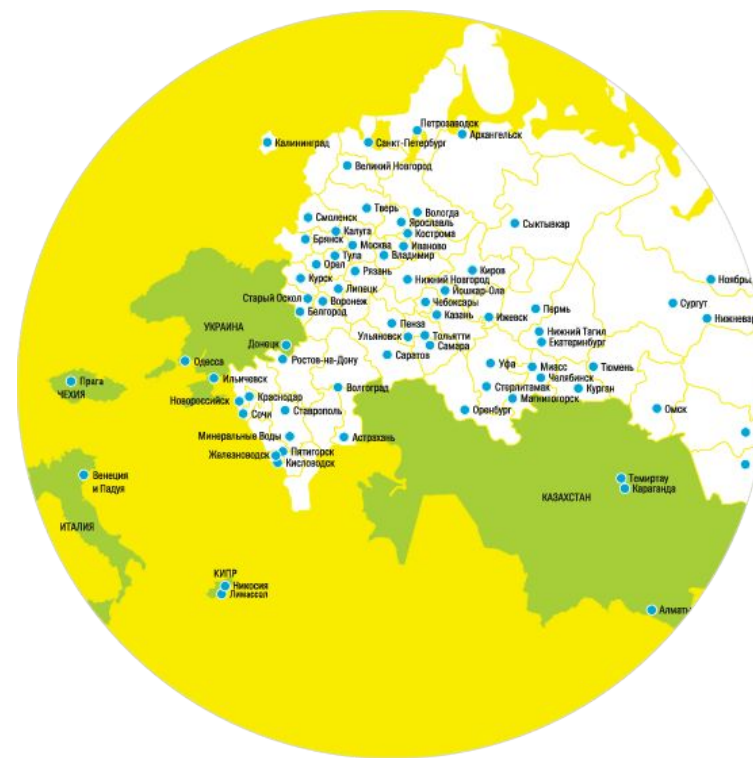 Петрозаводск
Архангельск
Калининград
Санкт-Петербург
Великий Новгород
Тверь
Вологда
Смоленск
Ярославль
Сыктывкар
Калуга
Кострома
Брянск
Москва
Иваново
Тула
Владимир
Орел
Рязань
Киров
Курск
Нижний Новгород
Ноябрьс
Липецк
Йошкар-Ола
Старый Оскол
Воронеж
Чебоксары
Сургут
Белгород
Казань
Ижевск
Пермь
Нижневар
УКРАИНА
Пенза
Нижний Тагил
Ульяновск
Тольятти
Екатеринбург
Донецк
Самара
Одесса
Ростов-на-Дону
Саратов
Уфа
Миасс
Тюмень
Ильичевск
Челябинск
Прага
ЧЕХИЯ
Волгоград
Стерлитамак
Курган
Новороссийск
Краснодар
Магнитогорск
Сочи
Ставрополь
Оренбург
Омск
Минеральные Воды
Астрахань
Железноводск
Пятигорск
Кисловодск
Венеция
и Падуя
Темиртау
Караганда
КАЗАХСТАН
ИТАЛИЯ
КИПР
Никосия
Лимассол
Алматы